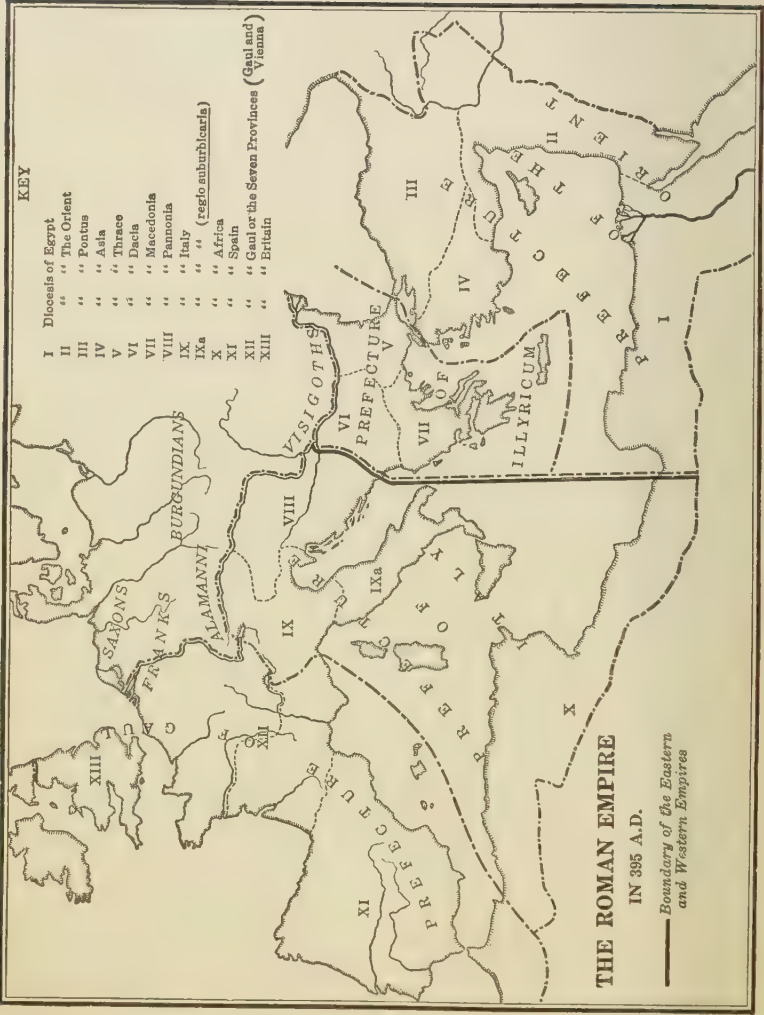 KEY
I Diocesis of Egypt
II " " The Orient
III " " Pontus
IV " " Asia
V " " Thrace
VI " " Dacia
VII " " Macedonia
VIII " " Pannonia
IX " " Italy
IXa " " " (regio suburbicaria)
X " " Africa
XI " " Spain
XII " " Gaul or the Seven Provinces (Gaul and Vienna)
XIII " " Britain
XIII
SAXONS
FRANKS
BURGUNDIANS
ALAMANNI
VISIGOTHS
PREFECTURE OF GAUL
XII
XI
PREFECTURE OF ITALY
IX
IXa
VIII
X
PREFECTURE OF ILLYRICUM
VI
V
VII
PREFECTURE OF THE ORIENT
III
IV
II
I
THE ROMAN EMPIRE
IN 395 A.D.
Boundary of the Eastern
and Western Empires